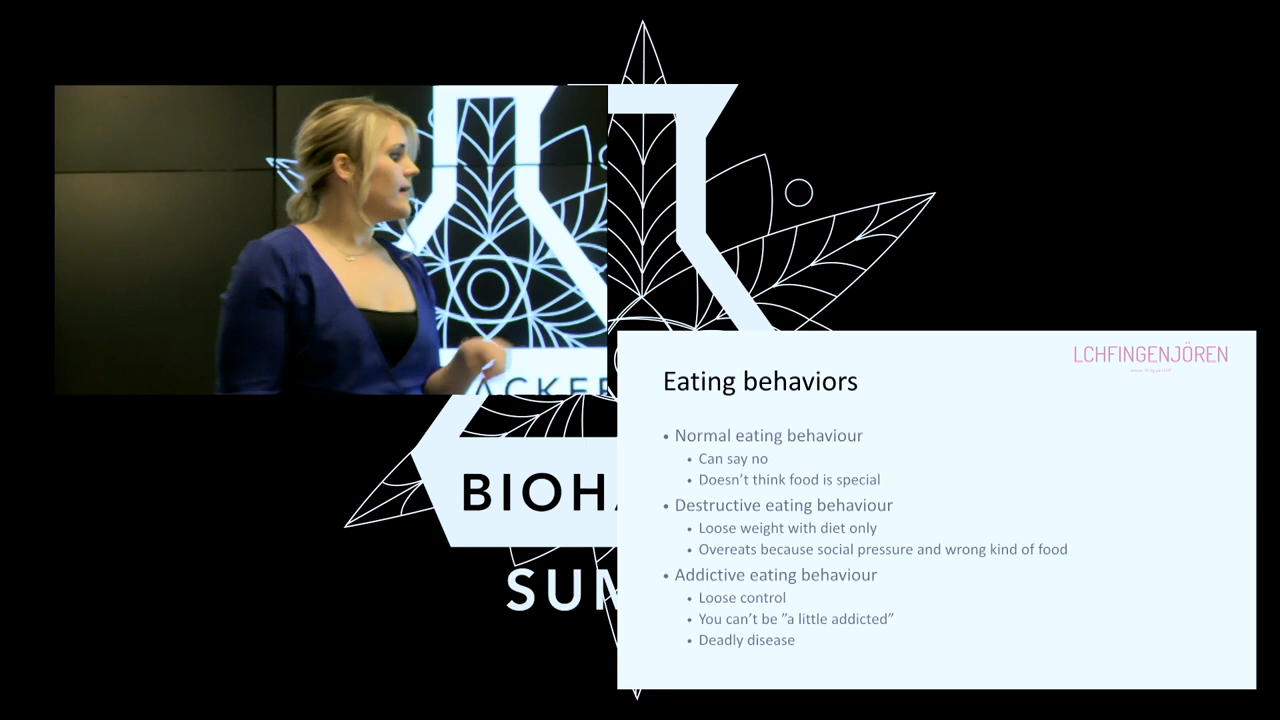 ACKER
LCHFINGENJÖREN
Eating behaviors
• Normal eating behaviour
• Can say no
• Doesn't think food is special
• Destructive eating behaviour
• Loose weight with diet only
• Overeats because social pressure and wrong kind of food
• Addictive eating behaviour
• Loose control
• You can't be ”a little addicted”
• Deadly disease
BIOHA
SUM